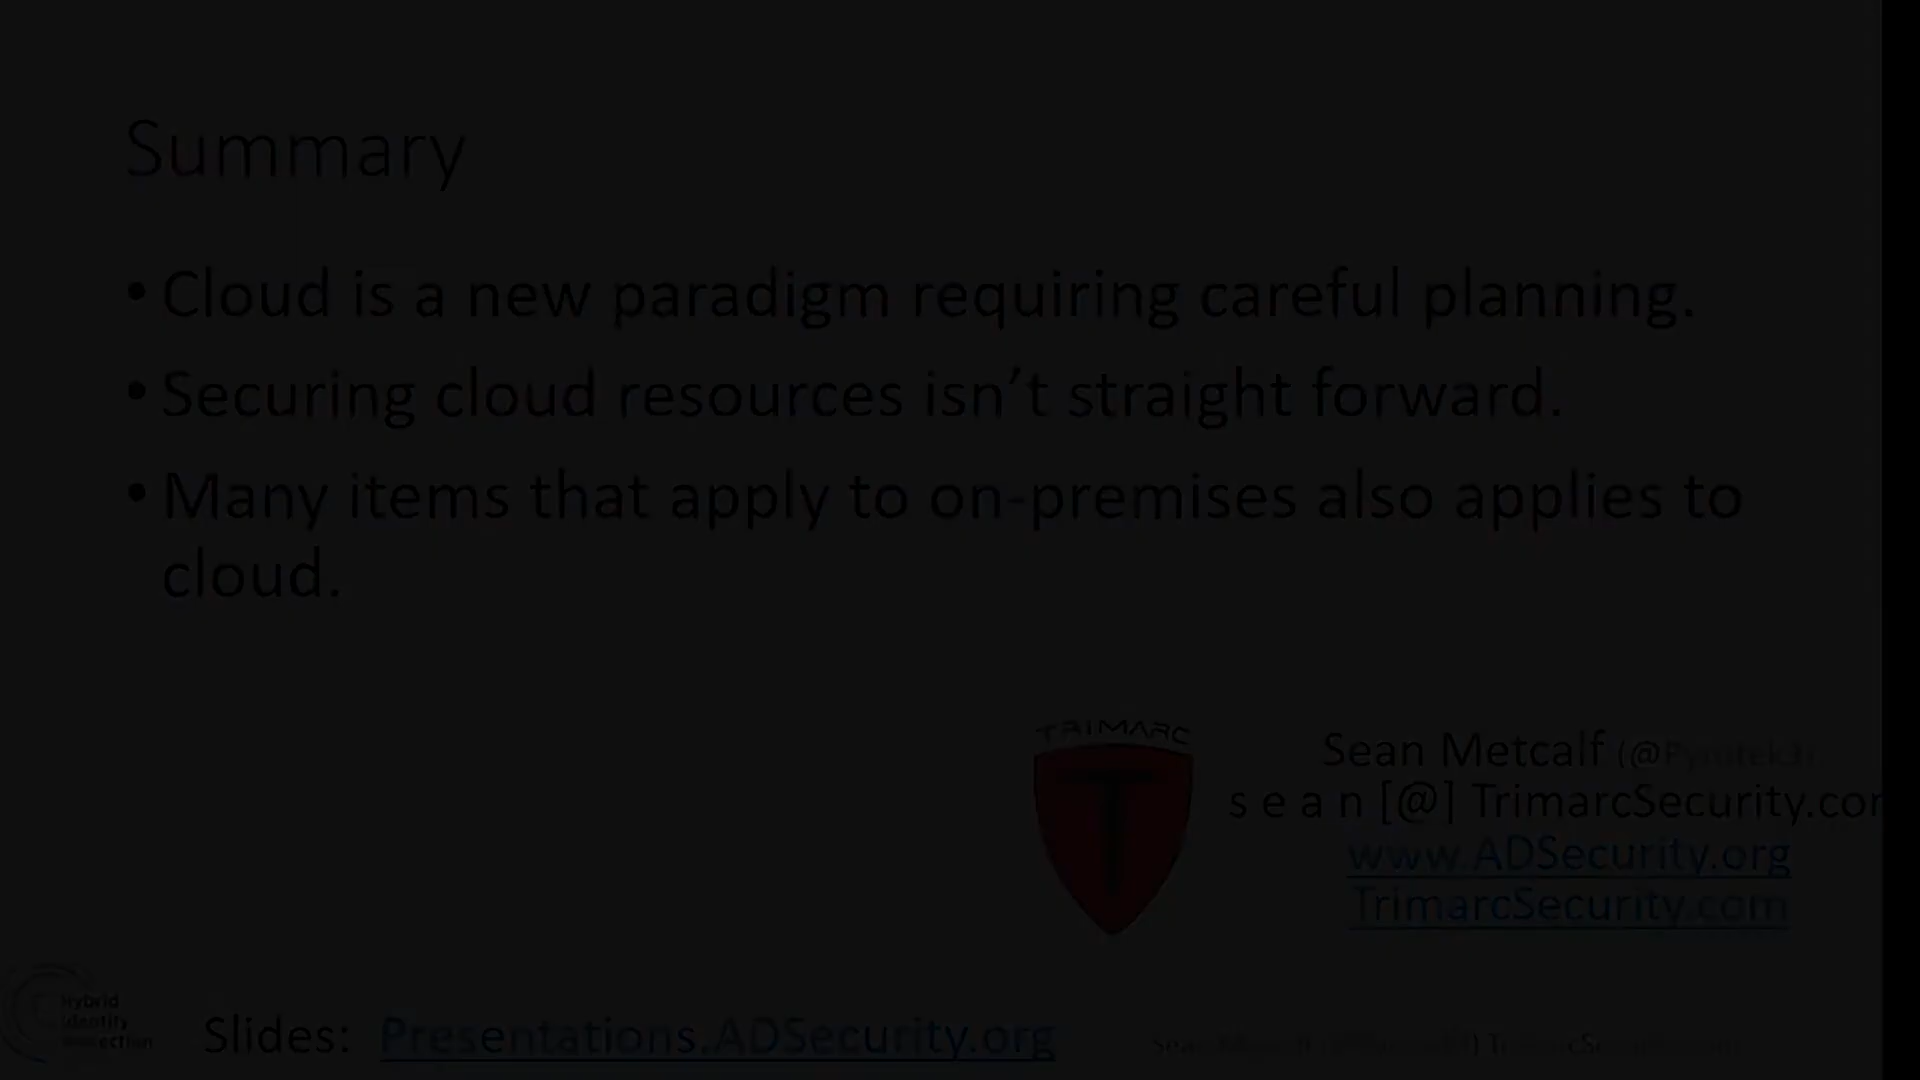 Summary
• Cloud is a new paradigm requiring careful planning.
• Securing cloud resources isn’t straight forward.
• Many items that apply to on-premises also applies to
cloud.
TRIMARC
T
Sean Metcalf (@Pyrotek3)
s e a n [@] TrimarcSecurity.com
www.ADSecurity.org
TrimarcSecurity.com
Hybrid
Identity
Protection
Slides: Presentations.ADSecurity.org